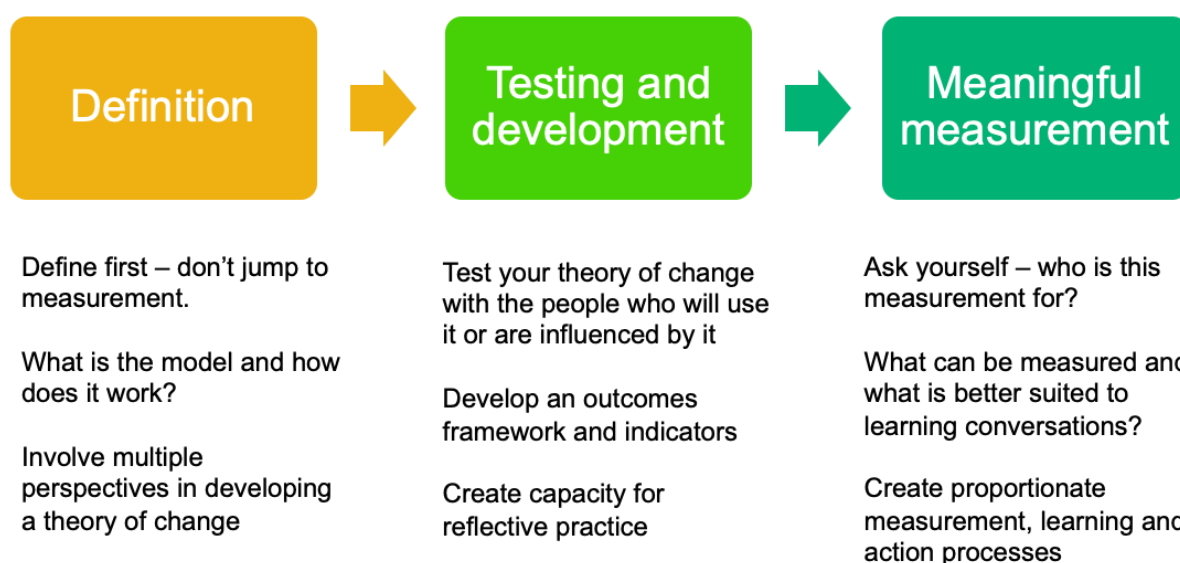 Definition
Testing and
development
Meaningful
measurement
Define first – don’t jump to
measurement.
What is the model and how
does it work?
Involve multiple
perspectives in developing
a theory of change
Test your theory of change
with the people who will use
it or are influenced by it
Develop an outcomes
framework and indicators
Create capacity for
reflective practice
Ask yourself – who is this
measurement for?
What can be measured and
what is better suited to
learning conversations?
Create proportionate
measurement, learning and
action processes